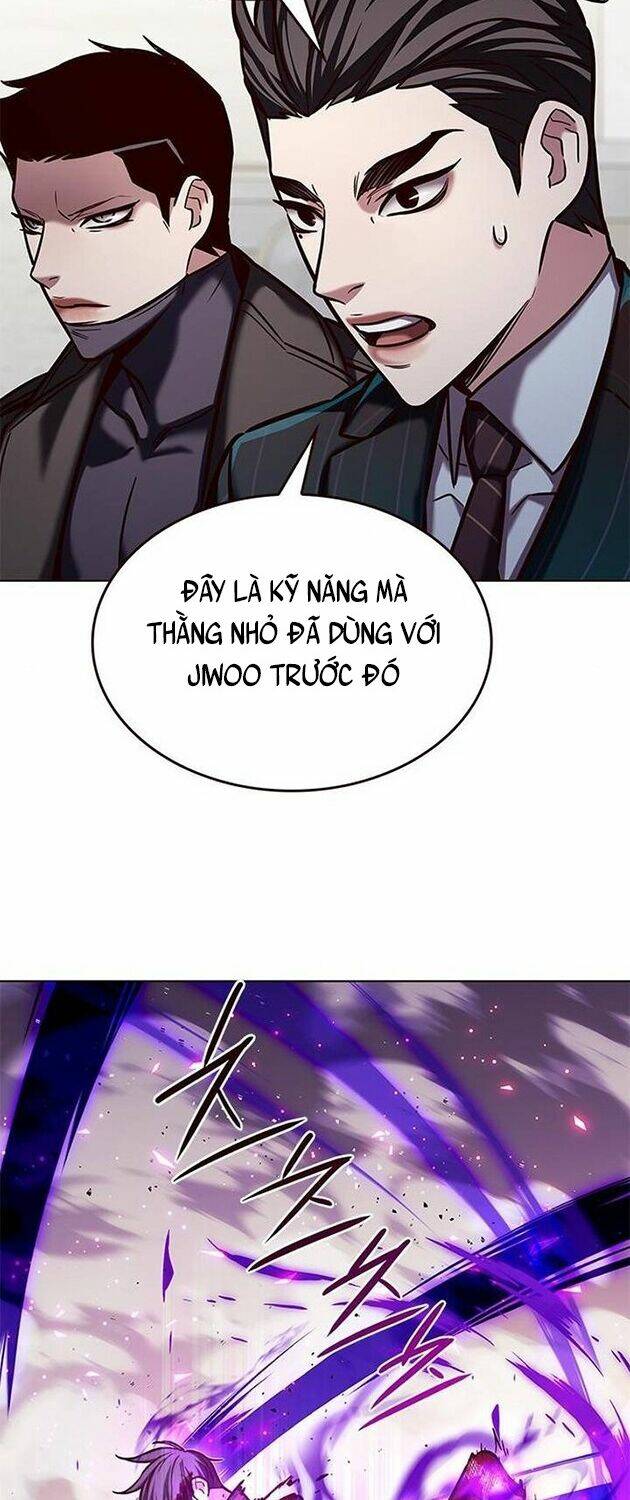 ĐÂY LÀ KỸ NĂNG MÀ
THẰNG NHỎ ĐÃ DÙNG VỚI
JIWOO TRƯỚC ĐÓ